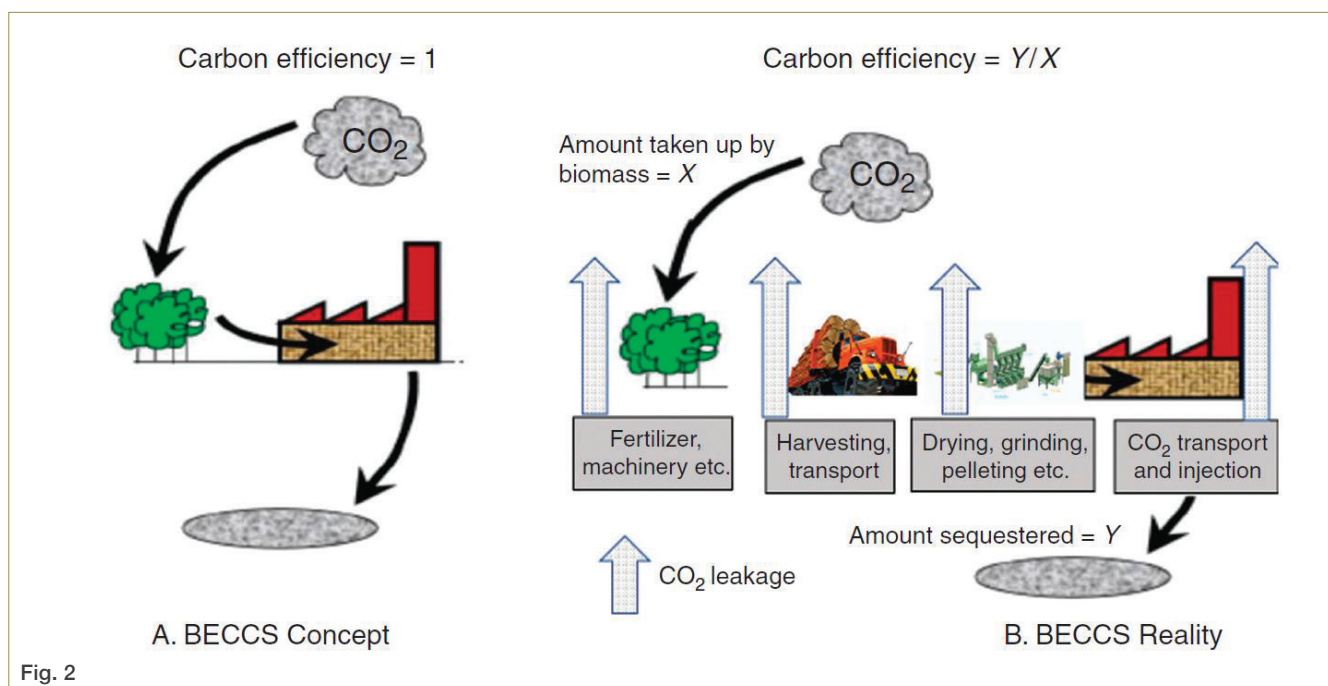 Carbon efficiency = 1
CO₂
A. BECCS Concept
Carbon efficiency = Y/X
Amount taken up by
biomass = X
CO₂
Fertilizer,
machinery etc.
Harvesting,
transport
Drying, grinding,
pelleting etc.
CO₂ transport
and injection
Amount sequestered = Y
CO₂ leakage
B. BECCS Reality
Fig. 2